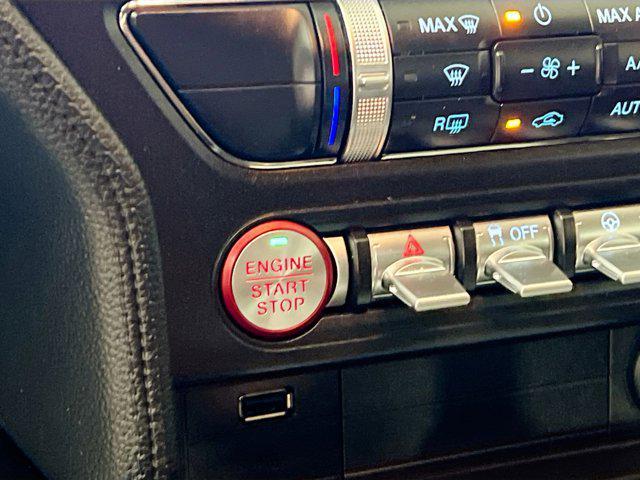 MAX
MAX A
A/
R
AUT
ENGINE
START
STOP
OFF